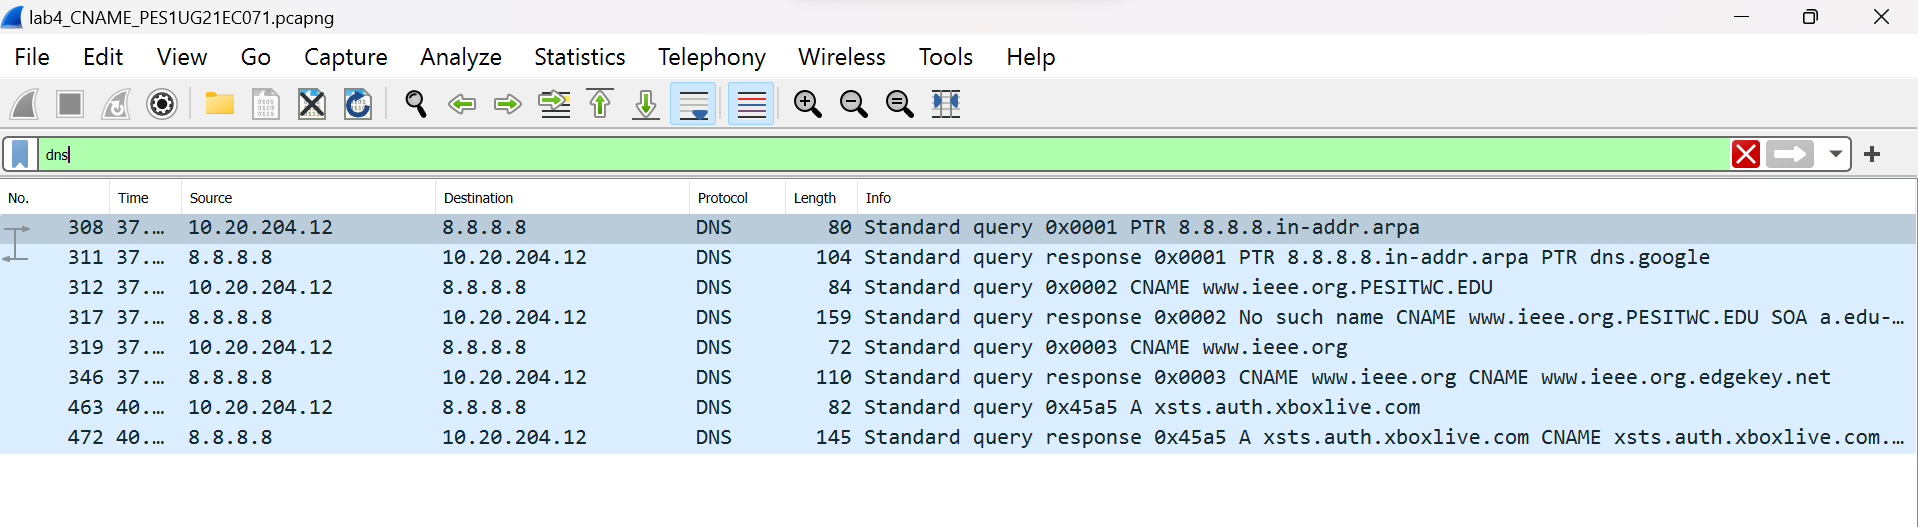 lab4_CNAME_PES1UG21EC071.pcapng
File Edit View Go Capture Analyze Statistics Telephony Wireless Tools Help
dns
No. Time Source Destination Protocol Length Info
308 37.… 10.20.204.12 8.8.8.8 DNS 80 Standard query 0x0001 PTR 8.8.8.8.in-addr.arpa
311 37.… 8.8.8.8 10.20.204.12 DNS 104 Standard query response 0x0001 PTR 8.8.8.8.in-addr.arpa PTR dns.google
312 37.… 10.20.204.12 8.8.8.8 DNS 84 Standard query 0x0002 CNAME www.ieee.org.PESITWC.EDU
317 37.… 8.8.8.8 10.20.204.12 DNS 159 Standard query response 0x0002 No such name CNAME www.ieee.org.PESITWC.EDU SOA a.edu-…
319 37.… 10.20.204.12 8.8.8.8 DNS 72 Standard query 0x0003 CNAME www.ieee.org
346 37.… 8.8.8.8 10.20.204.12 DNS 110 Standard query response 0x0003 CNAME www.ieee.org CNAME www.ieee.org.edgekey.net
463 40.… 10.20.204.12 8.8.8.8 DNS 82 Standard query 0x45a5 A xsts.auth.xboxlive.com
472 40.… 8.8.8.8 10.20.204.12 DNS 145 Standard query response 0x45a5 A xsts.auth.xboxlive.com CNAME xsts.auth.xboxlive.com.…